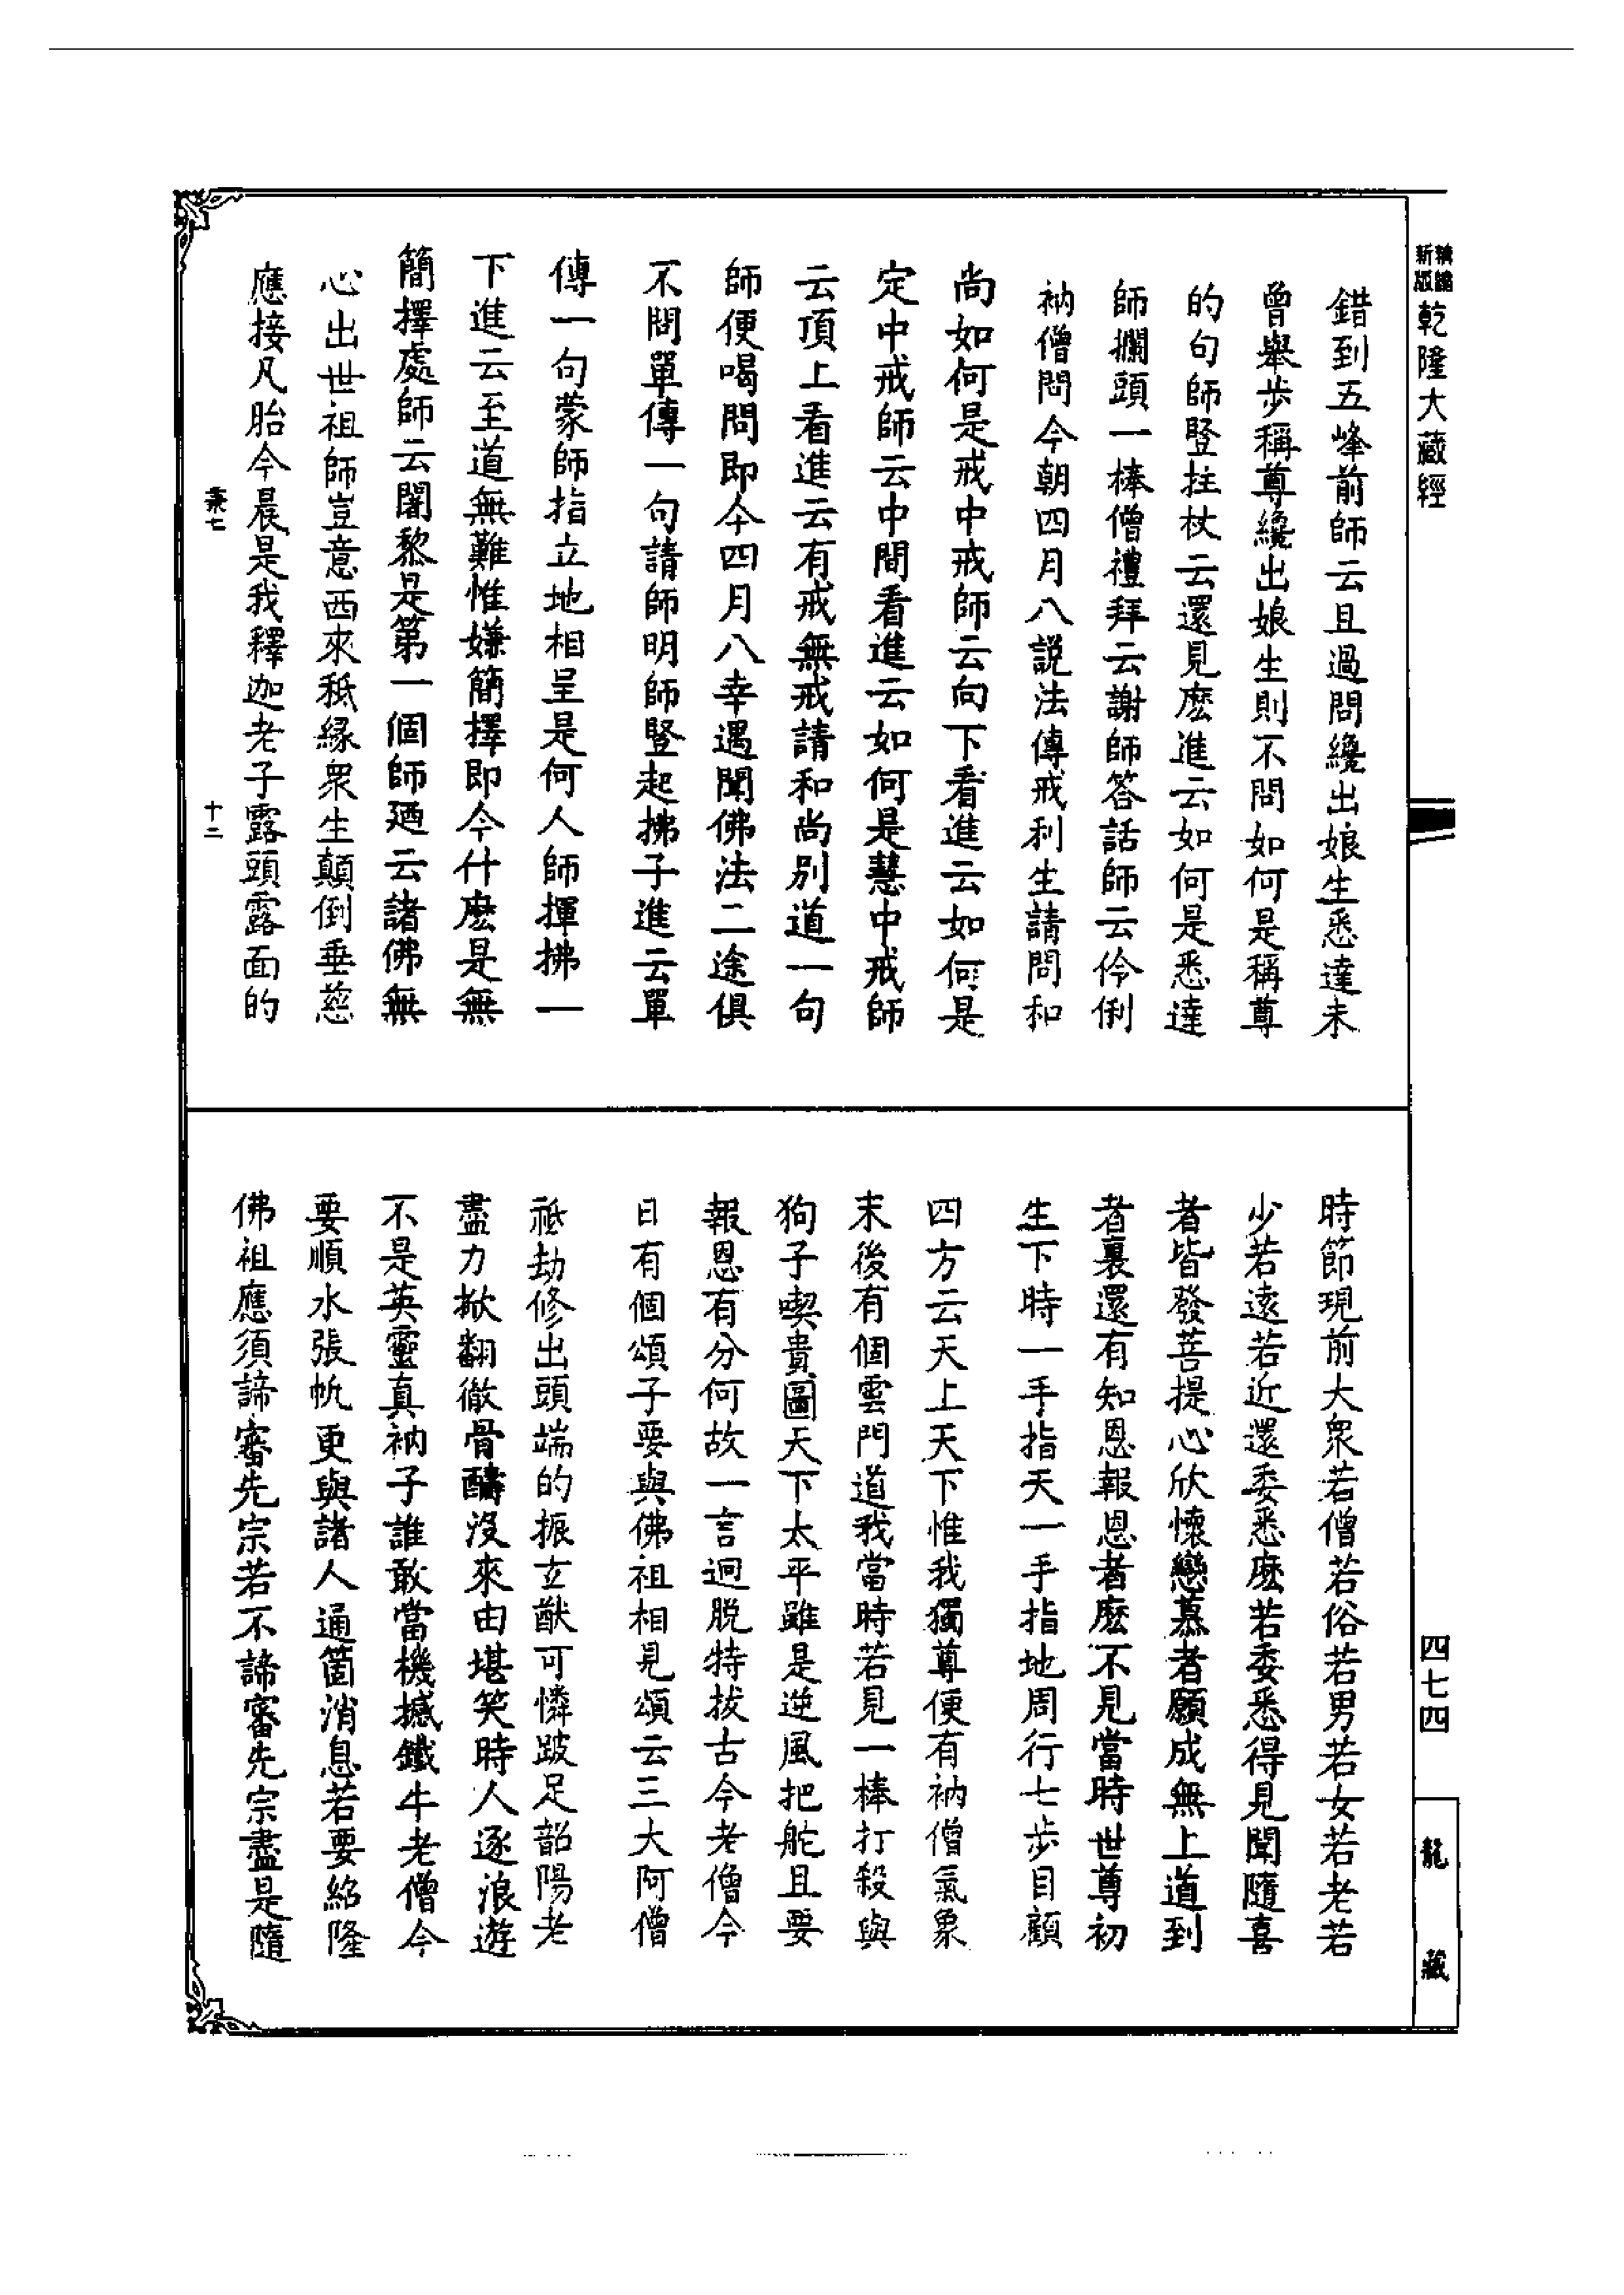 新版精編乾隆大藏經
錯到五峰前師云且過問纔出娘生悉達未
曾舉步稱尊纔出娘生則不問如何是稱尊
的句師豎拄杖云還見麼進云如何是悉達
師攔頭一棒僧禮拜云謝師答話師云伶俐
衲僧問今朝四月八說法傳戒利生請問和
尚如何是戒中戒師云向下看進云如何是
定中戒師云中間看進云如何是慧中戒師
云頂上看進云有戒無戒請和尚別道一句
師便喝問即今四月八幸遇聞佛法二途俱
不問單傳一句請師明師豎起拂子進云單
傳一句蒙師指立地相呈是何人師揮拂一
下進云至道無難惟嫌簡擇即今什麼是無
簡擇處師云闍黎是第一個師廼云諸佛無
心出世祖師豈意西來秖緣衆生顛倒垂慈
應接凡胎今晨是我釋迦老子露頭露面的
七
十二
時節現前大衆若僧若俗若男若女若老若
少若遠若近還委悉麼若委悉得見聞隨喜
者皆發菩提心欣懷戀慕者願成無上道到
者裏還有知恩報恩者麼不見當時世尊初
生下時一手指天一手指地周行七步目顧
四方云天上天下惟我獨尊便有衲僧氣象
末後有個雲門道我當時若見一棒打殺與
狗子喫貴圖天下太平雖是逆風把舵且要
報恩有分何故一言迥脫特拔古今老僧今
日有個頌子要與佛祖相見頌云三大阿僧
祗劫修出頭端的振玄猷可憐跛足韶陽老
盡力掀翻徹骨讎沒來由堪笑時人逐浪遊
不是英靈真衲子誰敢當機撼鐵牛老僧今
要順水張帆更與諸人通箇消息若要紹隆
佛祖應須諦審先宗若不諦審先宗盡是隨
四七四
龍藏